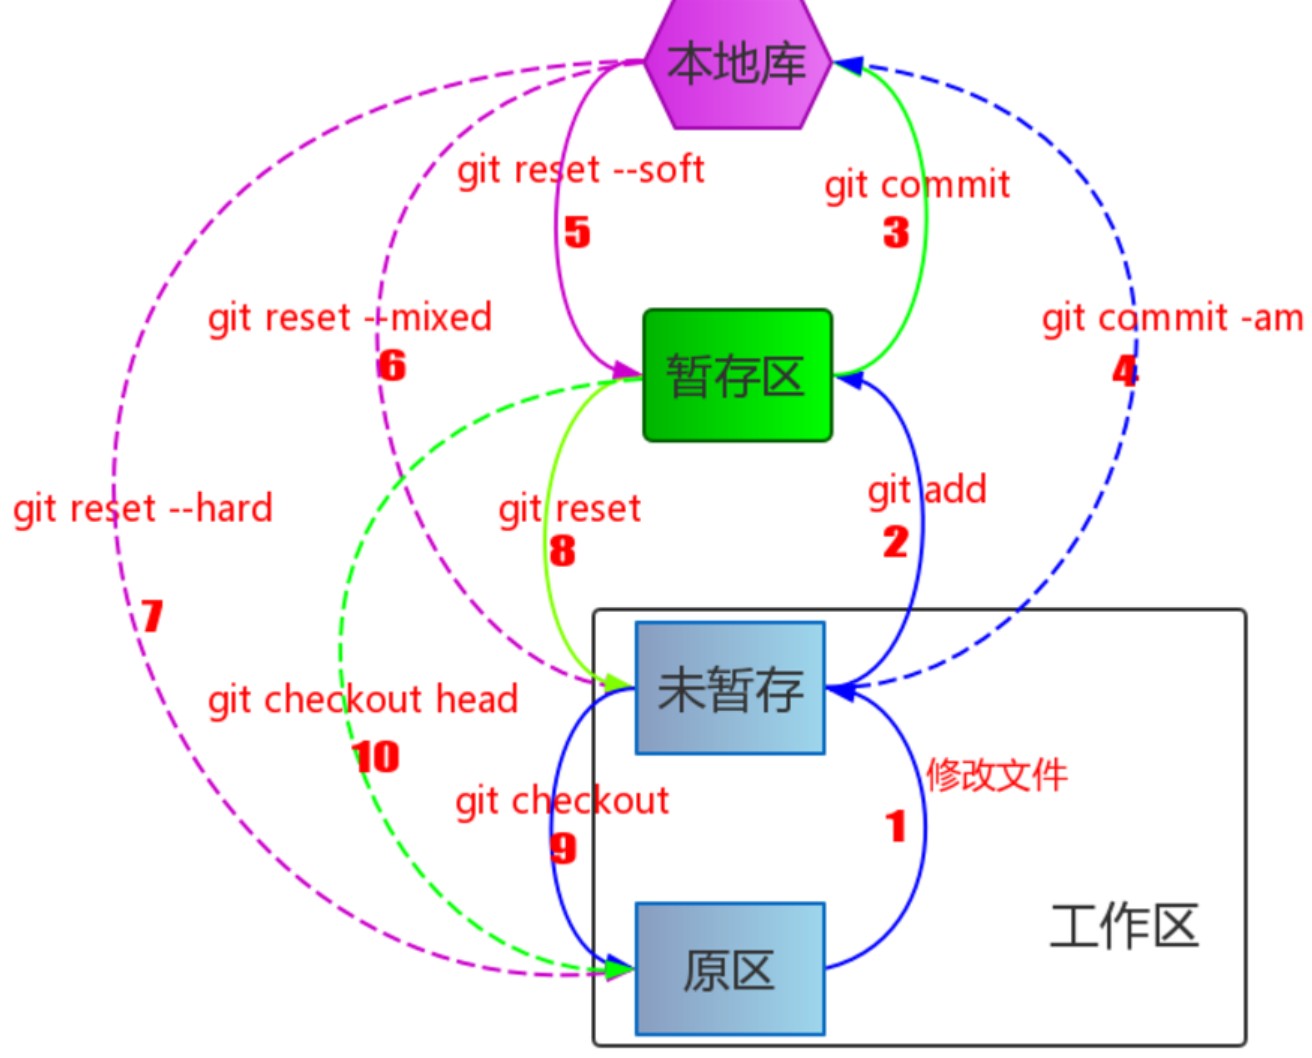 本地库
git reset --soft
5
git commit
3
git reset --mixed
6
git commit -am
4
暂存区
git reset --hard
7
git reset
8
git add
2
未暂存
git checkout head
10
git checkout
9
修改文件
1
工作区
原区